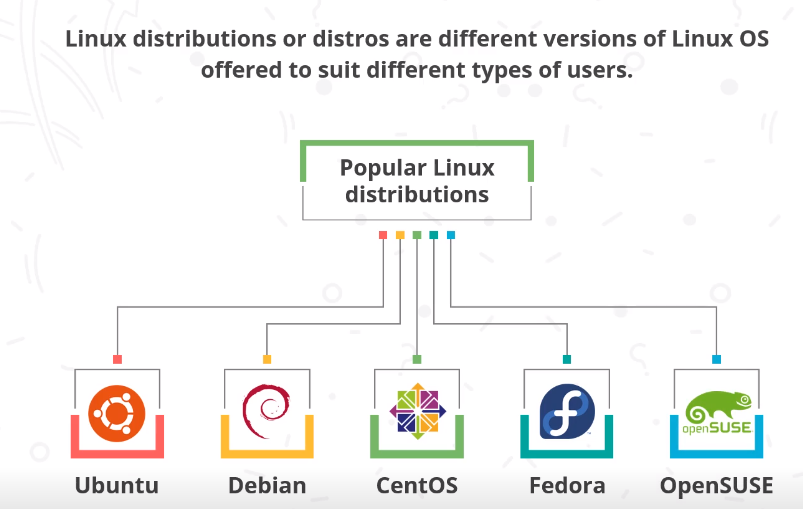 Linux distributions or distros are different versions of Linux OS
offered to suit different types of users.
Popular Linux
distributions
openSUSE
Ubuntu
Debian
CentOS
Fedora
OpenSUSE